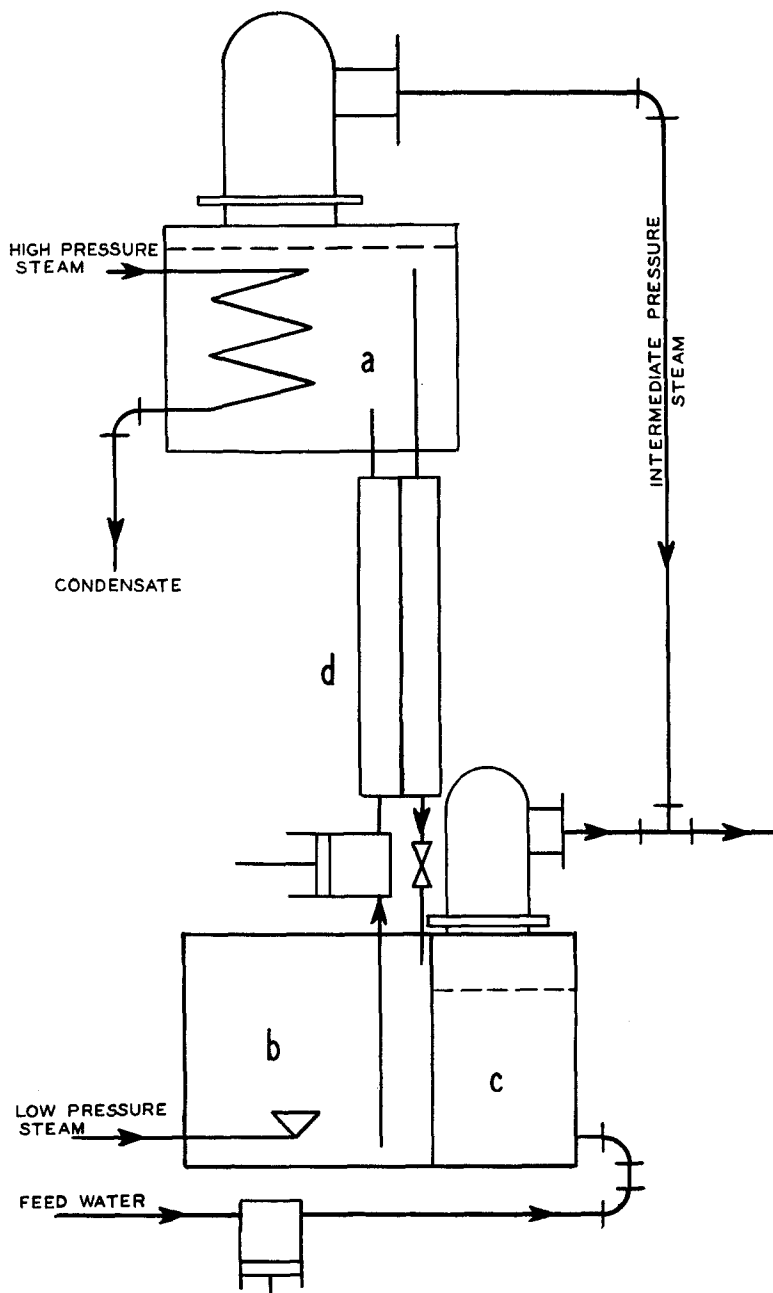 HIGH PRESSURE
STEAM
a
INTERMEDIATE PRESSURE
STEAM
CONDENSATE
d
b
c
LOW PRESSURE
STEAM
FEED WATER